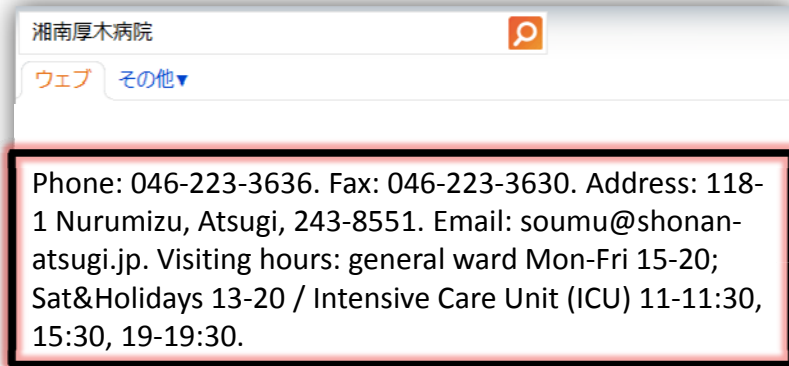 湘南厚木病院
ウェブ その他▼
Phone: 046-223-3636. Fax: 046-223-3630. Address: 118-
1 Nurumizu, Atsugi, 243-8551. Email: soumu@shonan-
atsugi.jp. Visiting hours: general ward Mon-Fri 15-20;
Sat&Holidays 13-20 / Intensive Care Unit (ICU) 11-11:30,
15:30, 19-19:30.